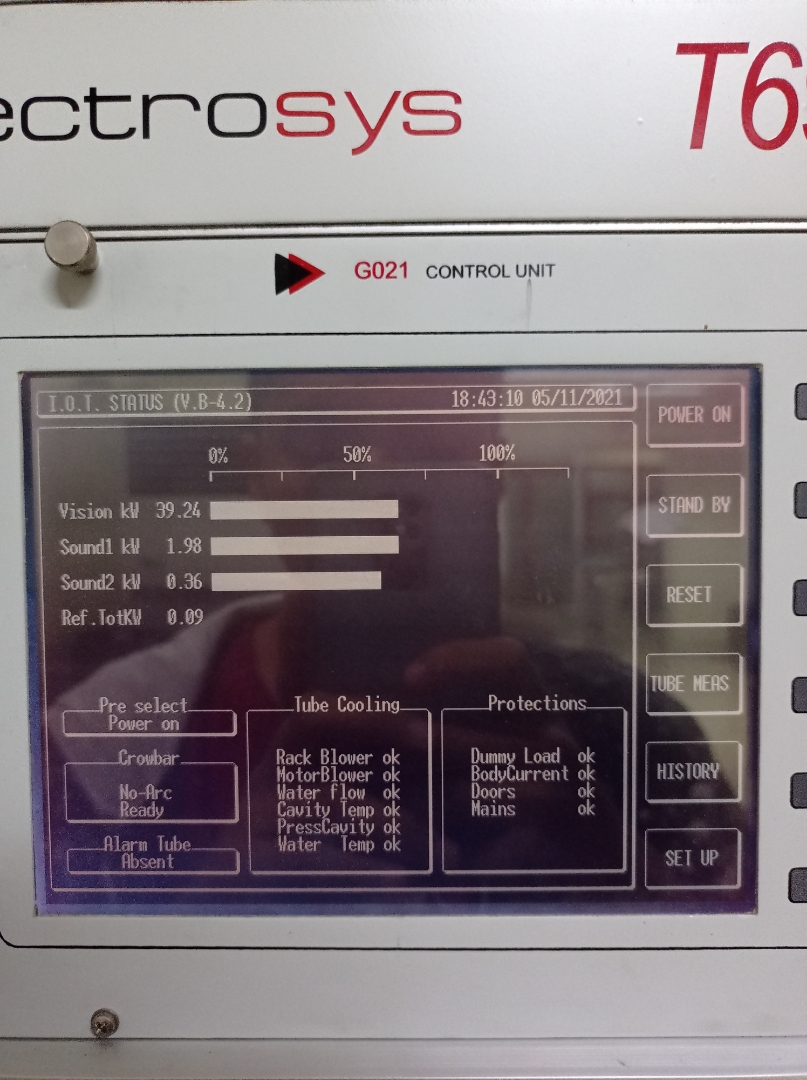 ectrosys
T6
G021 CONTROL UNIT
I.O.T. STATUS (V.B-4.2) 18:43:10 05/11/2021
0% 50% 100%
Vision kW 39.24
Sound1 kW 1.98
Sound2 kW 0.36
Ref.TotKW 0.09
Pre select
Power on
Crowbar
No-Arc
Ready
Alarm Tube
Absent
Tube Cooling
Rack Blower ok
MotorBlower ok
Water flow ok
Cavity Temp ok
PressCavity ok
Water Temp ok
Protections
Dummy Load ok
BodyCurrent ok
Doors ok
Mains ok
POWER ON
STAND BY
RESET
TUBE MEAS
HISTORY
SET UP